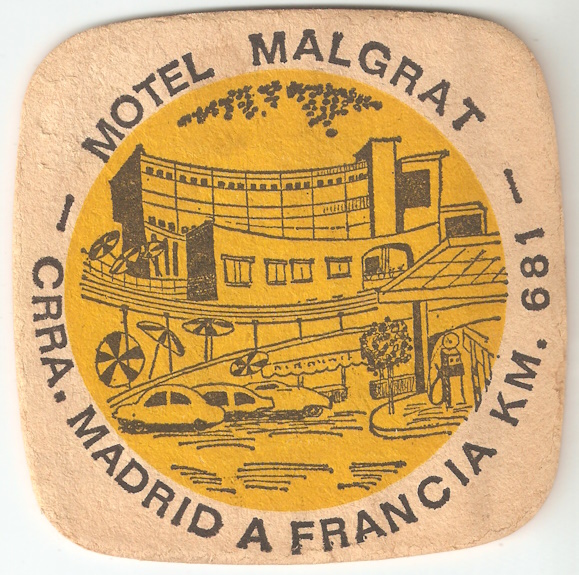 MOTEL MALGRAT
CRRA. MADRID A FRANCIA KM. 681